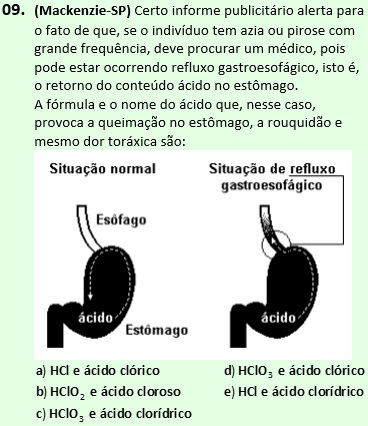 09. (Mackenzie-SP) Certo informe publicitário alerta para
o fato de que, se o indivíduo tem azia ou pirose com
grande frequência, deve procurar um médico, pois
pode estar ocorrendo refluxo gastroesofágico, isto é,
o retorno do conteúdo ácido no estômago.
A fórmula e o nome do ácido que, nesse caso,
provoca a queimação no estômago, a rouquidão e
mesmo dor toráxica são:
Situação normal
Situação de refluxo
gastroesofágico
Esôfago
ácido
Estômago
ácido
a) HCl e ácido clórico
b) HClO₂ e ácido cloroso
c) HClO₃ e ácido clorídrico
d) HClO₃ e ácido clórico
e) HCl e ácido clorídrico